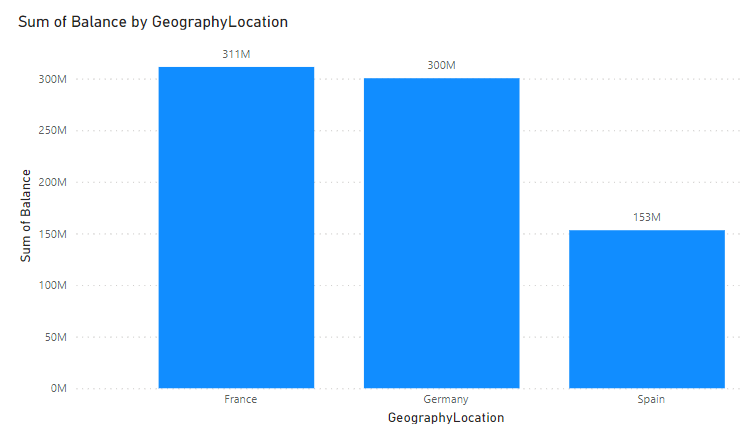 Sum of Balance by GeographyLocation
311M
300M
300M
250M
200M
153M
150M
100M
50M
0M
Sum of Balance
France Germany Spain
GeographyLocation